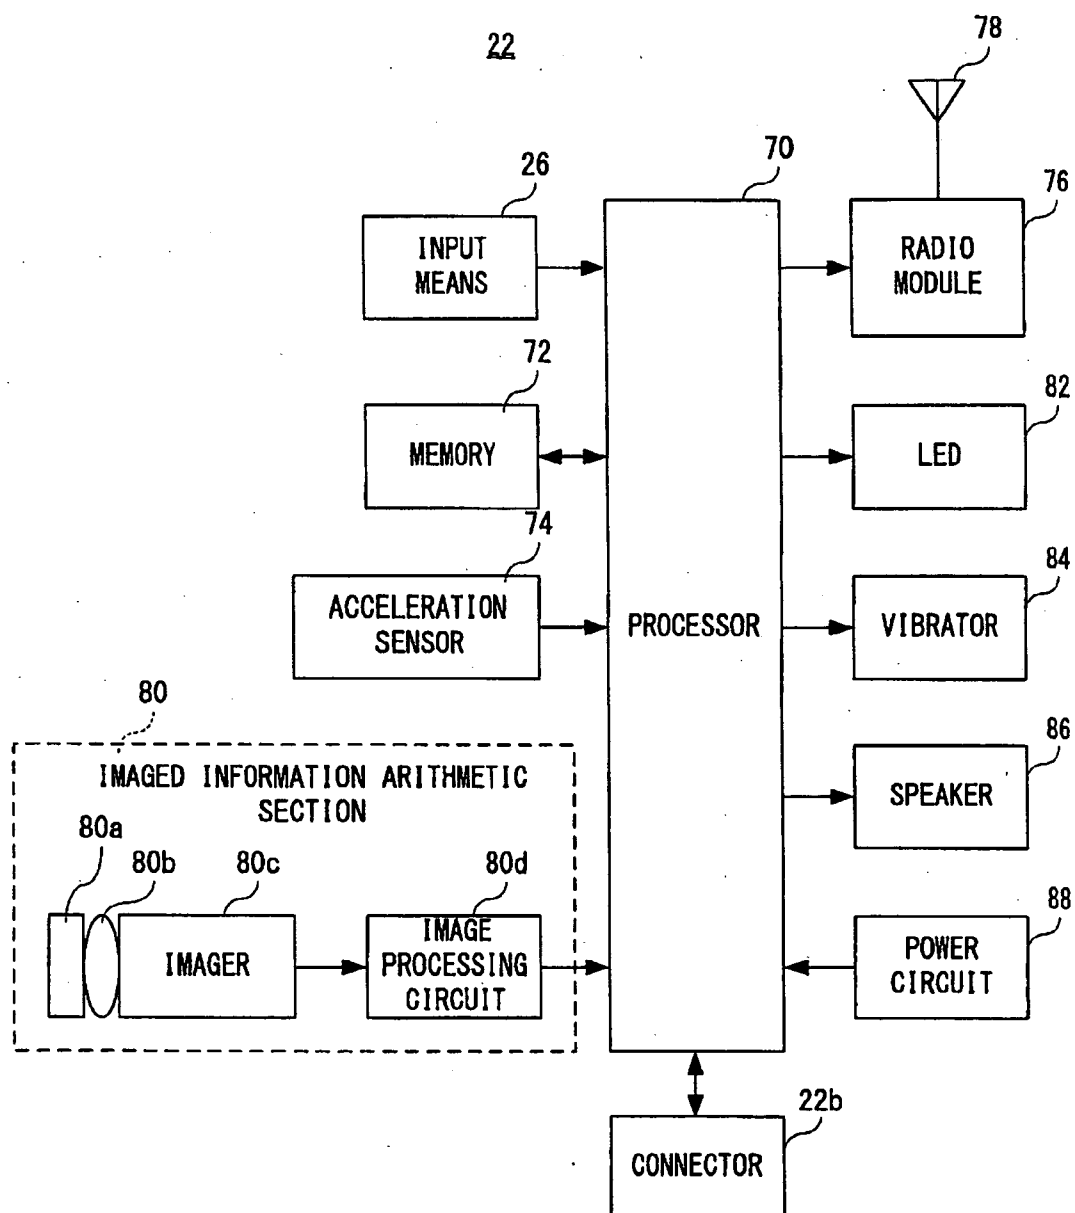 22
78
26
70
76
INPUT
MEANS
RADIO
MODULE
72
82
MEMORY
LED
74
84
ACCELERATION
SENSOR
PROCESSOR
VIBRATOR
80
86
IMAGED INFORMATION ARITHMETIC
SECTION
SPEAKER
80a
80b
80c
80d
88
IMAGER
IMAGE
PROCESSING
CIRCUIT
POWER
CIRCUIT
22b
CONNECTOR